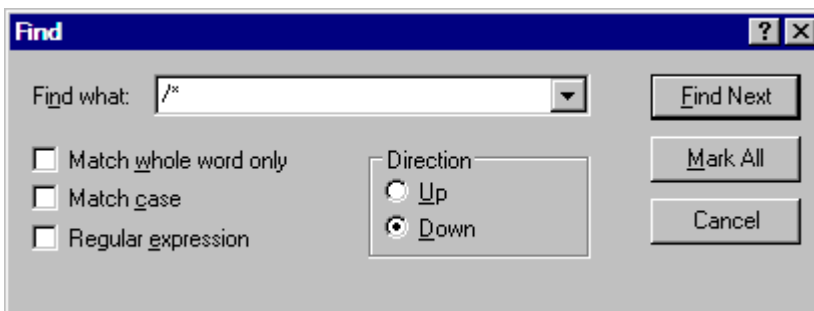 Find
Find what: /*
Find Next
Match whole word only
Direction
Mark All
Match case
Up
Regular expression
Down
Cancel